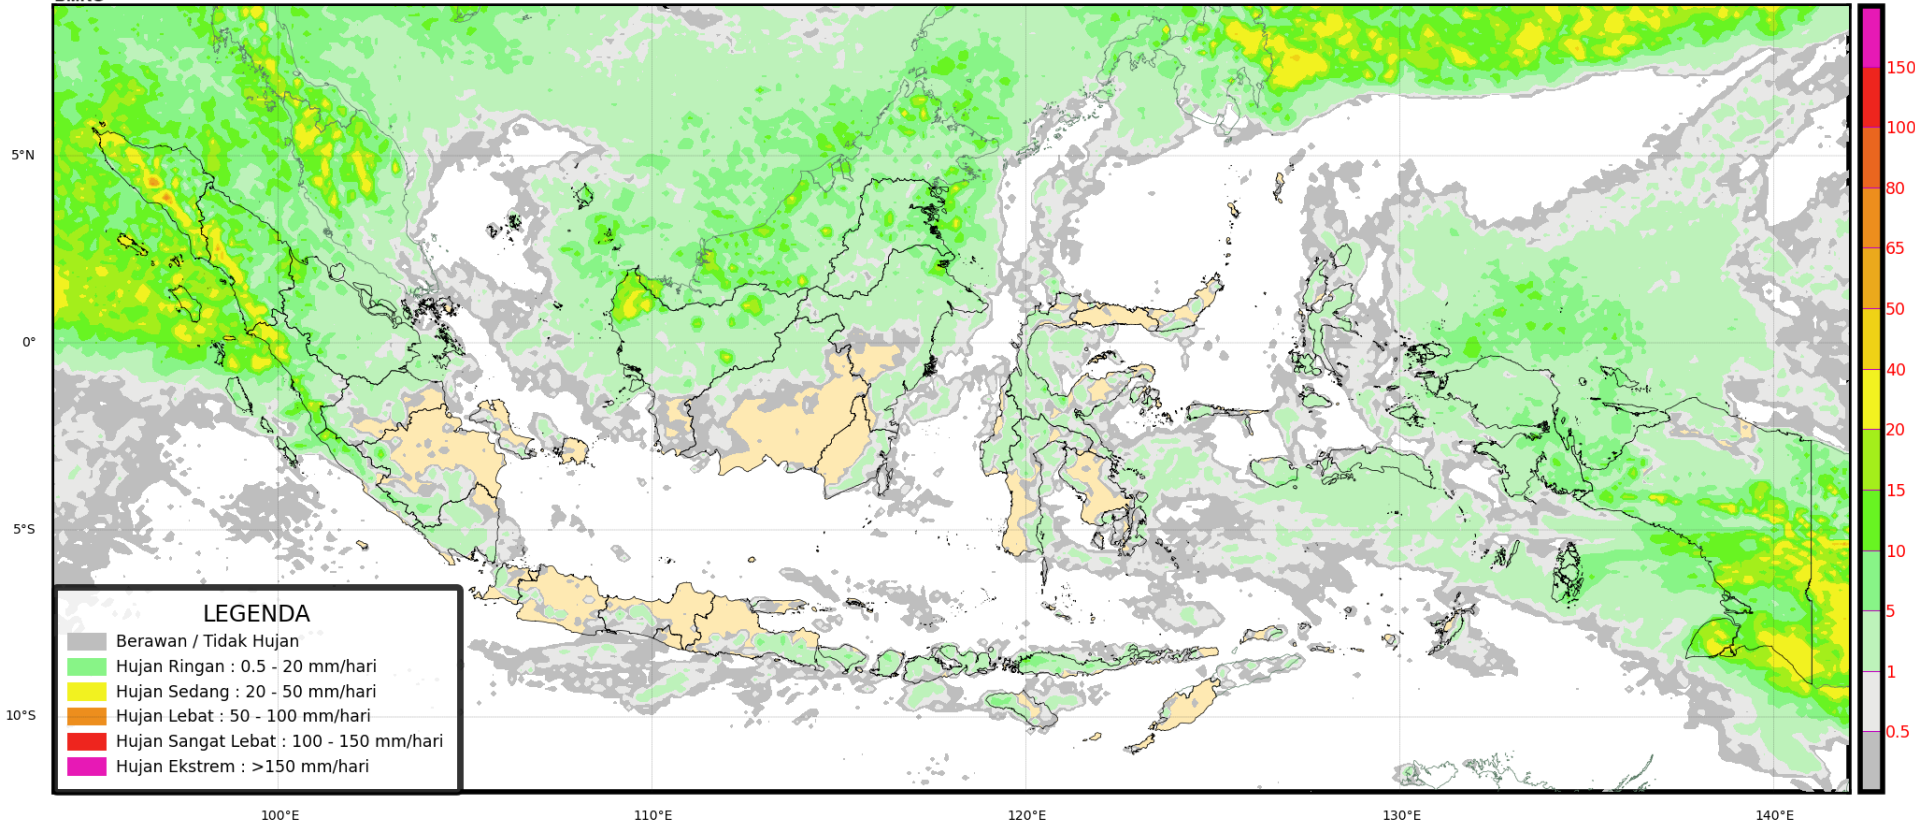 5°N
0°
5°S
10°S
LEGENDA
Berawan / Tidak Hujan
Hujan Ringan : 0.5 - 20 mm/hari
Hujan Sedang : 20 - 50 mm/hari
Hujan Lebat : 50 - 100 mm/hari
Hujan Sangat Lebat : 100 - 150 mm/hari
Hujan Ekstrem : >150 mm/hari
100°E
110°E
120°E
130°E
140°E
150
100
80
65
50
40
20
15
10
5
1
0.5